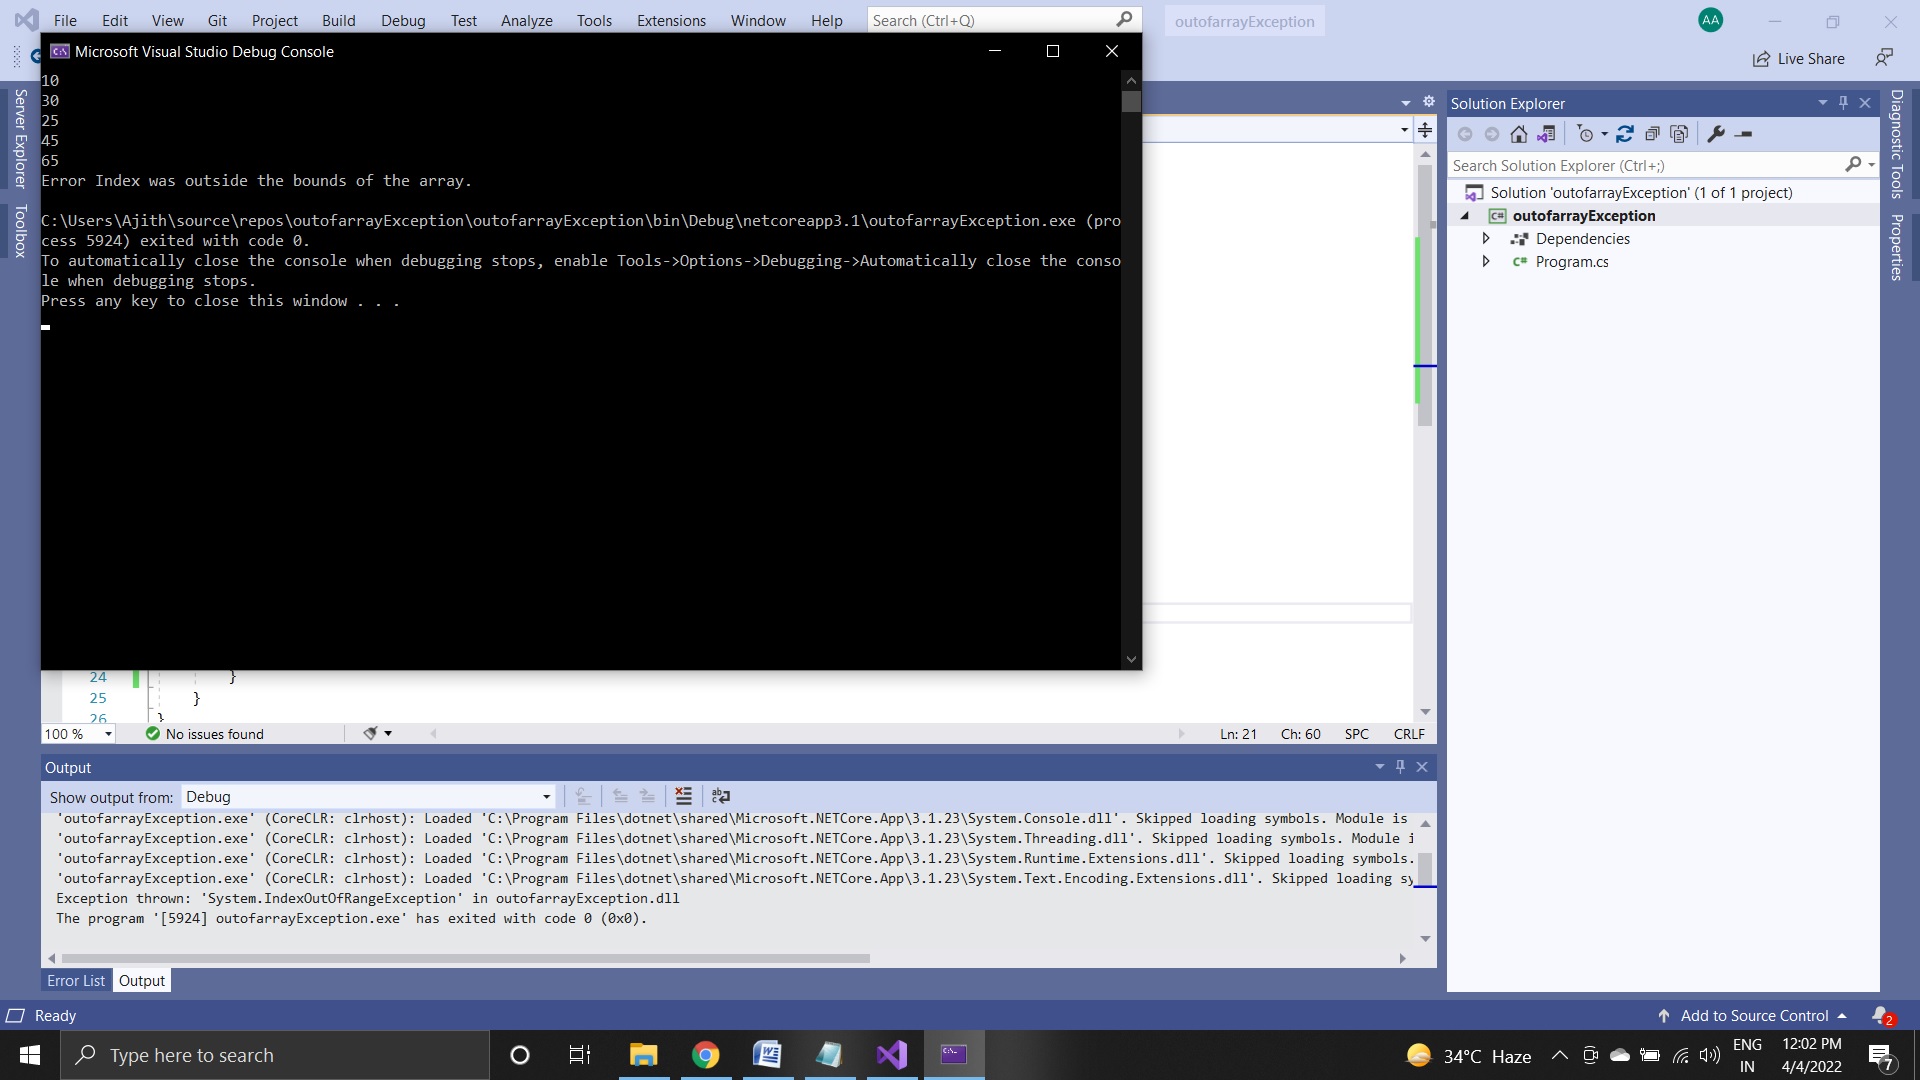 File Edit View Git Project Build Debug Test Analyze Tools Extensions Window Help Search (Ctrl+Q) outofarrayException AA
Live Share
Microsoft Visual Studio Debug Console
10
30
25
45
65
Error Index was outside the bounds of the array.
C:\Users\Ajith\source\repos\outofarrayException\outofarrayException\bin\Debug\netcoreapp3.1\outofarrayException.exe (pro
cess 5924) exited with code 0.
To automatically close the console when debugging stops, enable Tools->Options->Debugging->Automatically close the conso
le when debugging stops.
Press any key to close this window . . .
Server Explorer
Toolbox
Solution Explorer
Search Solution Explorer (Ctrl+;)
Solution 'outofarrayException' (1 of 1 project)
C# outofarrayException
Dependencies
C# Program.cs
Diagnostic Tools
Properties
24 }
25 }
26 }
100 % No issues found Ln: 21 Ch: 60 SPC CRLF
Output
Show output from: Debug
'outofarrayException.exe' (CoreCLR: clrhost): Loaded 'C:\Program Files\dotnet\shared\Microsoft.NETCore.App\3.1.23\System.Console.dll'. Skipped loading symbols. Module is
'outofarrayException.exe' (CoreCLR: clrhost): Loaded 'C:\Program Files\dotnet\shared\Microsoft.NETCore.App\3.1.23\System.Threading.dll'. Skipped loading symbols. Module i
'outofarrayException.exe' (CoreCLR: clrhost): Loaded 'C:\Program Files\dotnet\shared\Microsoft.NETCore.App\3.1.23\System.Runtime.Extensions.dll'. Skipped loading symbols.
'outofarrayException.exe' (CoreCLR: clrhost): Loaded 'C:\Program Files\dotnet\shared\Microsoft.NETCore.App\3.1.23\System.Text.Encoding.Extensions.dll'. Skipped loading sy
Exception thrown: 'System.IndexOutOfRangeException' in outofarrayException.dll
The program '[5924] outofarrayException.exe' has exited with code 0 (0x0).
Error List Output
Ready Add to Source Control 2
Type here to search 34°C Haze ENG IN 12:02 PM 4/4/2022 7